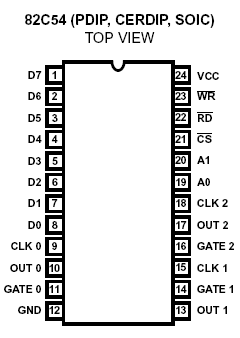 82C54 (PDIP, CERDIP, SOIC)
TOP VIEW
D7 1 24 VCC
D6 2 23 WR
D5 3 22 RD
D4 4 21 CS
D3 5 20 A1
D2 6 19 A0
D1 7 18 CLK 2
D0 8 17 OUT 2
CLK 0 9 16 GATE 2
OUT 0 10 15 CLK 1
GATE 0 11 14 GATE 1
GND 12 13 OUT 1